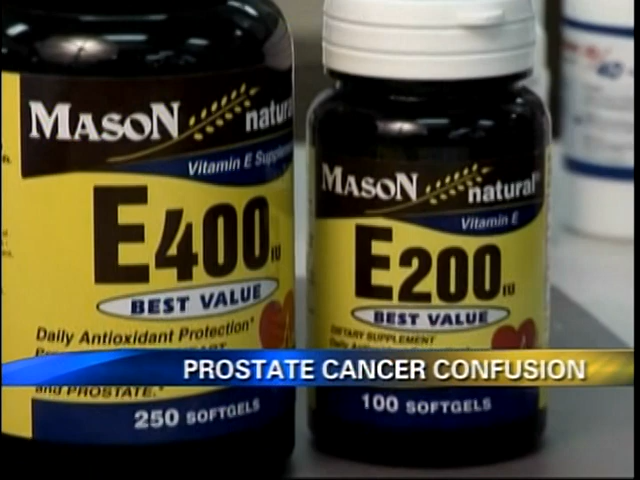 MASON natural
Vitamin E
E400 IU
BEST VALUE
Daily Antioxidant Protection*
and PROSTATE.*
250 SOFTGELS
MASON natural
Vitamin E
E200 IU
BEST VALUE
DIETARY SUPPLEMENT
100 SOFTGELS
PROSTATE CANCER CONFUSION